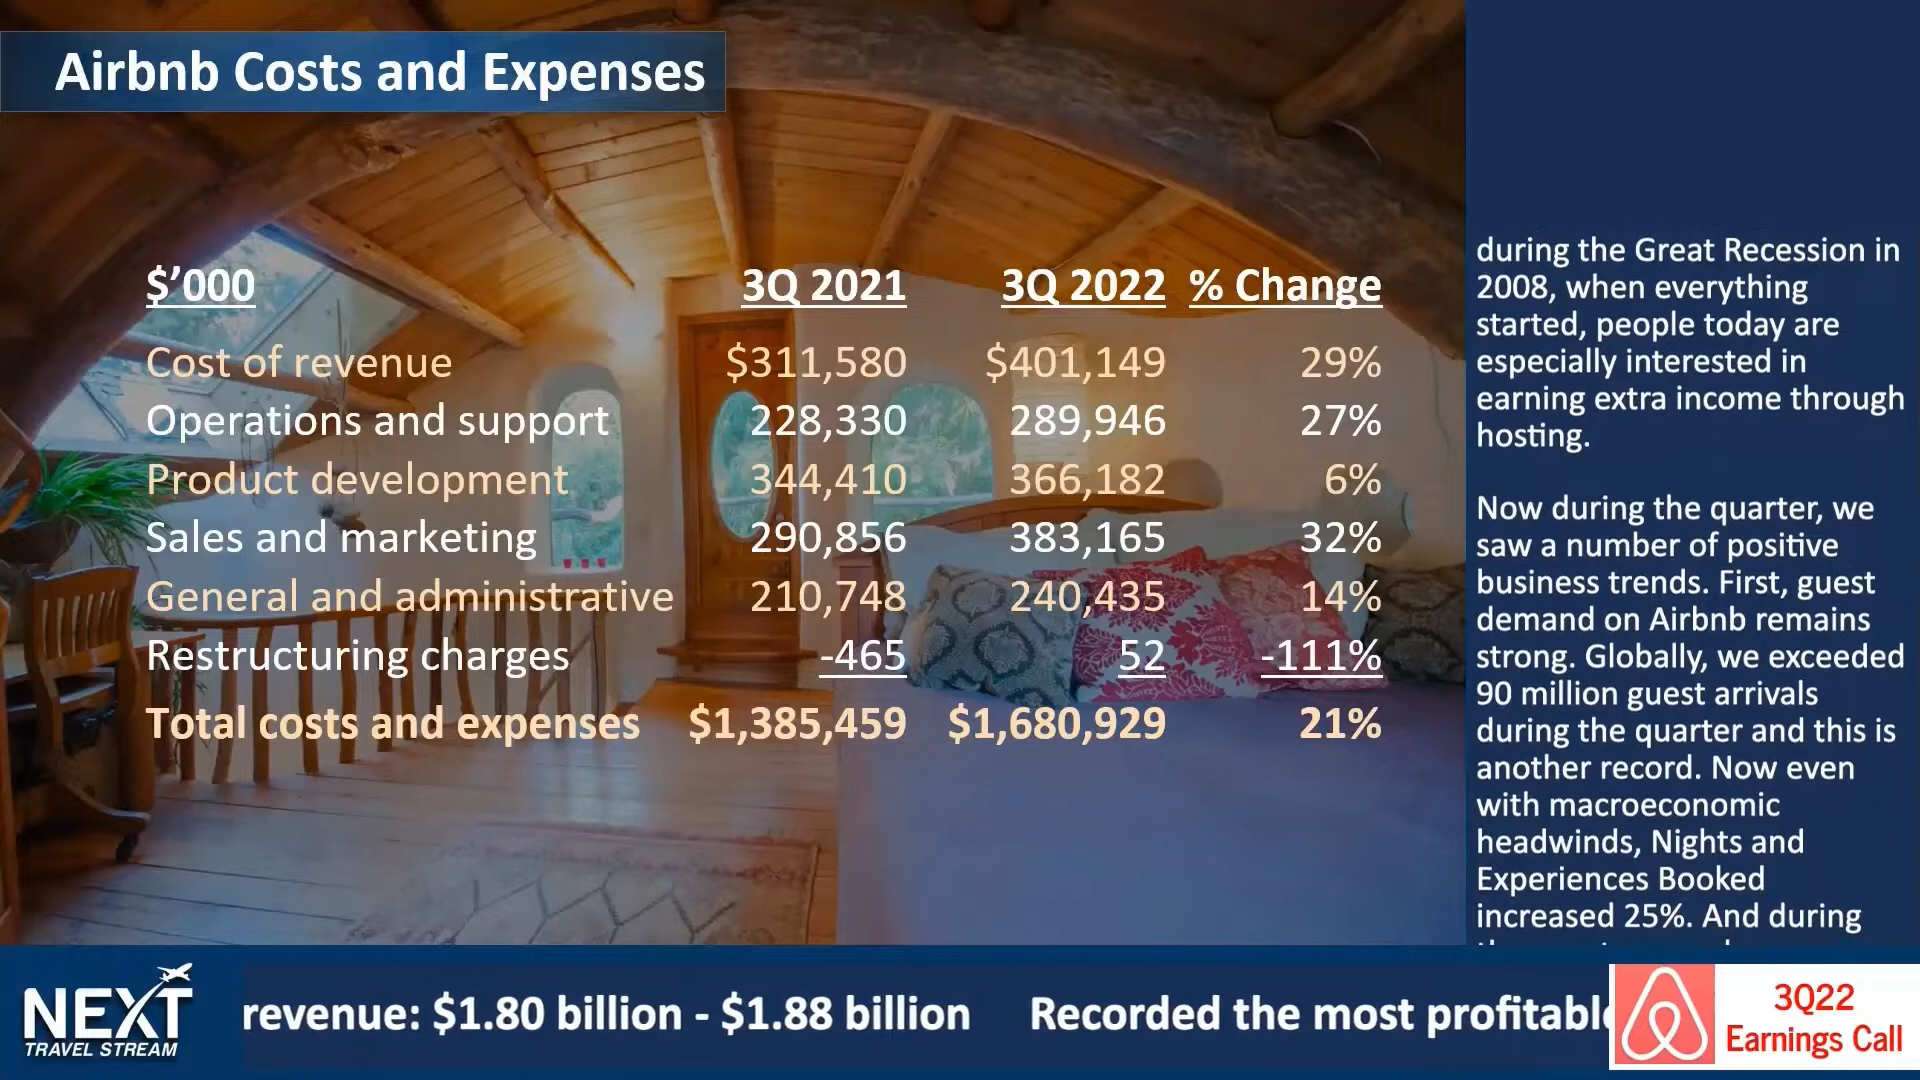 Airbnb Costs and Expenses
$’000 3Q 2021 3Q 2022 % Change
Cost of revenue $311,580 $401,149 29%
Operations and support 228,330 289,946 27%
Product development 344,410 366,182 6%
Sales and marketing 290,856 383,165 32%
General and administrative 210,748 240,435 14%
Restructuring charges -465 52 -111%
Total costs and expenses $1,385,459 $1,680,929 21%
during the Great Recession in
2008, when everything
started, people today are
especially interested in
earning extra income through
hosting.
Now during the quarter, we
saw a number of positive
business trends. First, guest
demand on Airbnb remains
strong. Globally, we exceeded
90 million guest arrivals
during the quarter and this is
another record. Now even
with macroeconomic
headwinds, Nights and
Experiences Booked
increased 25%. And during
NEXT
TRAVEL STREAM
revenue: $1.80 billion - $1.88 billion Recorded the most profitabl
3Q22
Earnings Call